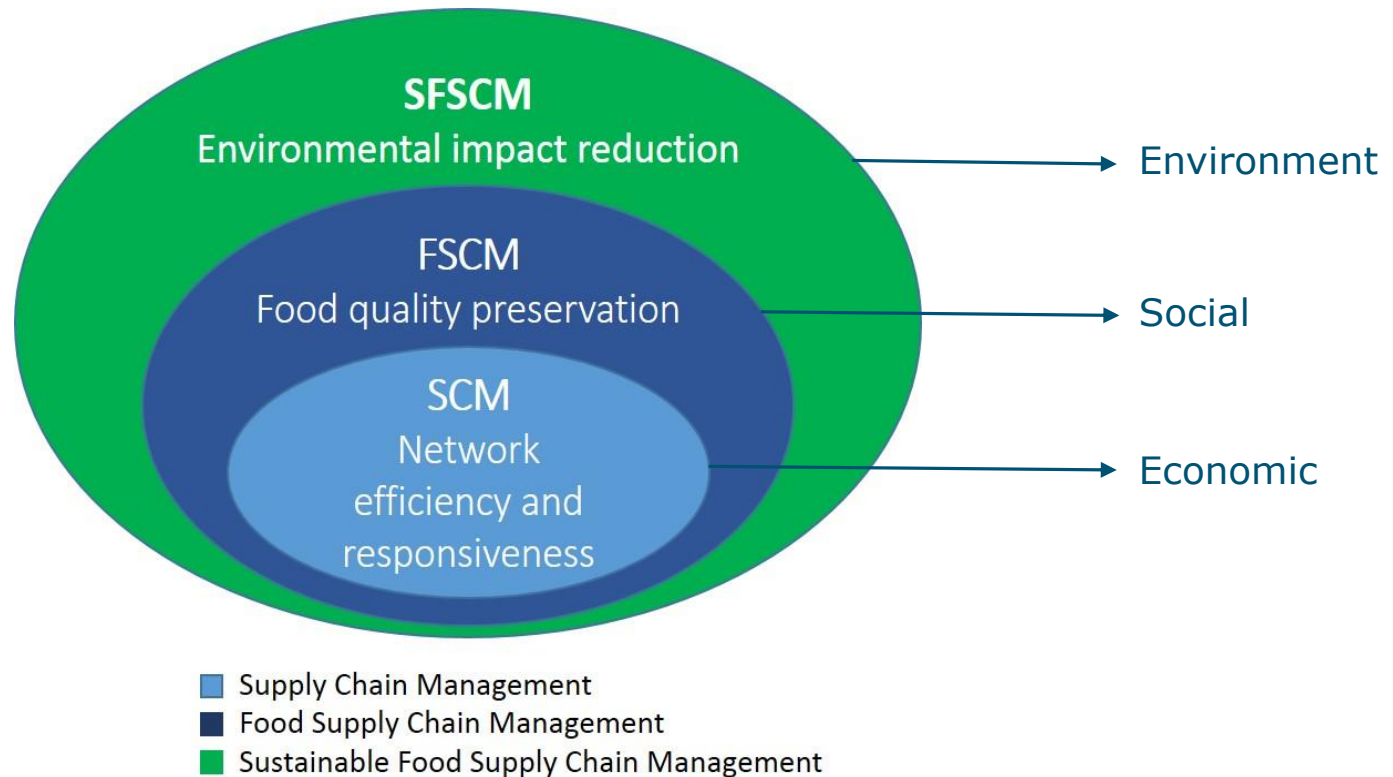 SFSCM
Environmental impact reduction
Environment
FSCM
Food quality preservation
Social
SCM
Network
efficiency and
responsiveness
Economic
Supply Chain Management
Food Supply Chain Management
Sustainable Food Supply Chain Management